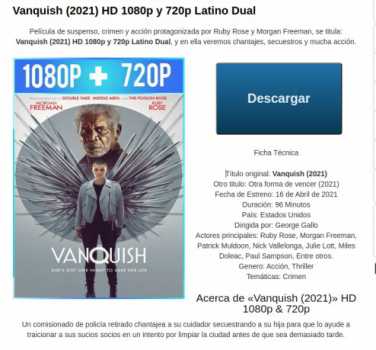 Vanquish (2021) HD 1080p y 720p Latino Dual
Película de suspenso, crimen y acción protagonizada por Ruby Rose y Morgan Freeman, se titula:
Vanquish (2021) HD 1080p y 720p Latino Dual, y en ella veremos chantajes, secuestros y mucha acción.
1080P + 720P
MORGAN
FREEMAN
RUBY
ROSE
VANQUISH
Descargar
Ficha Técnica
Título original. Vanquish (2021)
Otro título: Otra forma de vencer (2021)
Fecha de Estreno: 16 de Abril de 2021
Duración: 96 Minutos
País: Estados Unidos
Dirigida por: George Gallo
Actores principales: Ruby Rose, Morgan Freeman,
Patrick Muldoon, Nick Vallelonga, Julie Lott, Miles
Doleac, Paul Sampson, Entre otros.
Genero: Acción, Thriller
Temáticas: Crimen
Acerca de «Vanquish (2021)» HD
1080p & 720p
Un comisionado de policía retirado chantajea a su cuidador secuestrando a su hija para que lo ayude a
traicionar a sus sucios socios en un intento por limpiar la ciudad antes de que sea demasiado tarde.